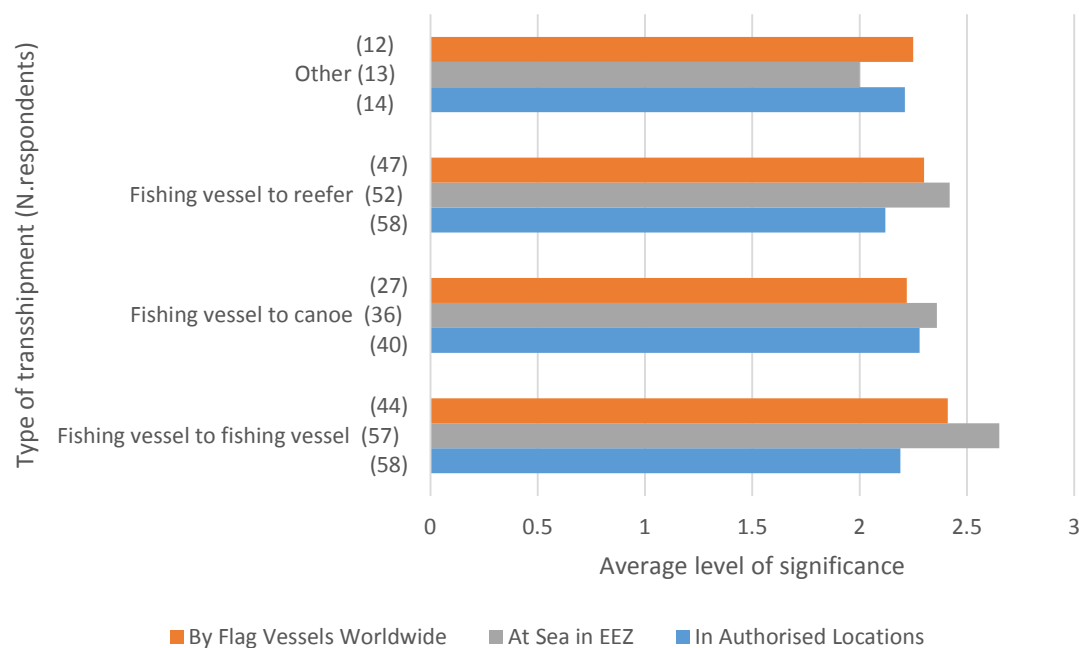 Type of transshipment (N.respondents)
(12)
Other (13)
(14)
(47)
Fishing vessel to reefer (52)
(58)
(27)
Fishing vessel to canoe (36)
(40)
(44)
Fishing vessel to fishing vessel (57)
(58)
0 0.5 1 1.5 2 2.5 3
Average level of significance
By Flag Vessels Worldwide At Sea in EEZ In Authorised Locations